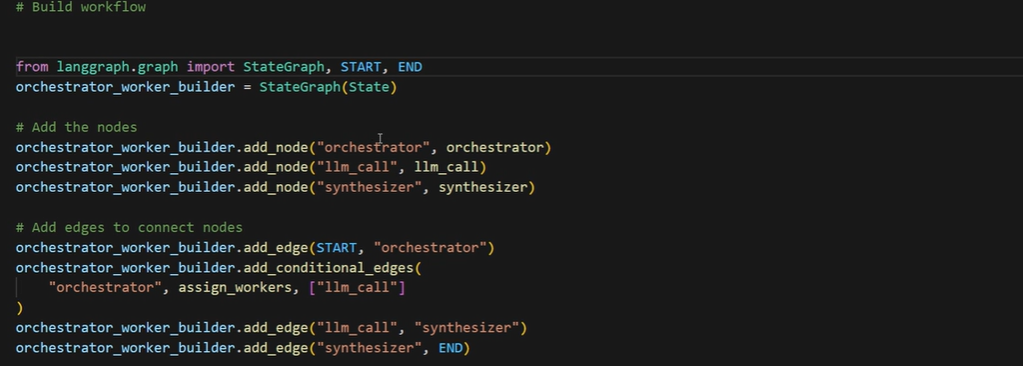 # Build workflow
from langgraph.graph import StateGraph, START, END
orchestrator_worker_builder = StateGraph(State)
# Add the nodes
orchestrator_worker_builder.add_node("orchestrator", orchestrator)
orchestrator_worker_builder.add_node("llm_call", llm_call)
orchestrator_worker_builder.add_node("synthesizer", synthesizer)
# Add edges to connect nodes
orchestrator_worker_builder.add_edge(START, "orchestrator")
orchestrator_worker_builder.add_conditional_edges(
    "orchestrator", assign_workers, ["llm_call"]
)
orchestrator_worker_builder.add_edge("llm_call", "synthesizer")
orchestrator_worker_builder.add_edge("synthesizer", END)